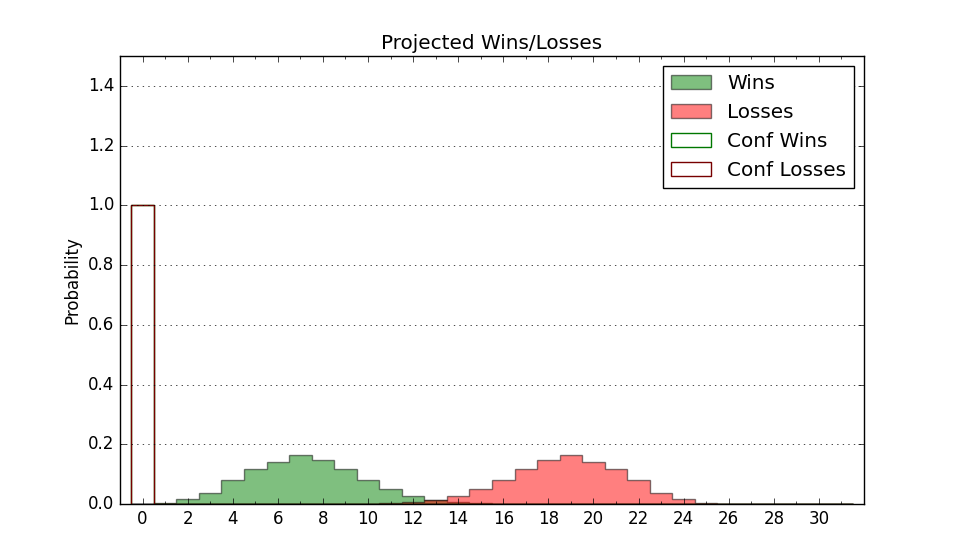 Projected Wins/Losses
1.4
1.2
1.0
0.8
0.6
0.4
0.2
0.0
Probability
Wins
Losses
Conf Wins
Conf Losses
0 2 4 6 8 10 12 14 16 18 20 22 24 26 28 30